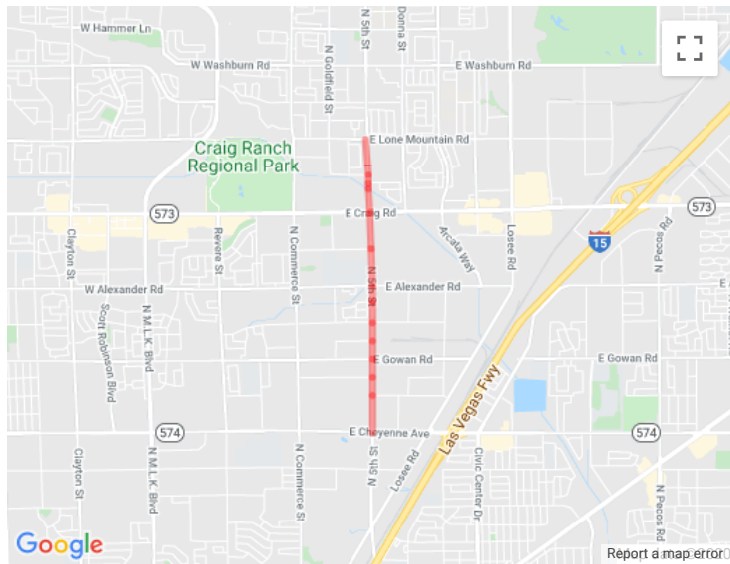 W Hammer Ln
N 5th St
Donna St
W Washburn Rd
E Washburn Rd
N Goldfield St
E Lone Mountain Rd
Craig Ranch
Regional Park
573
E Craig Rd
573
Clayton St
Revere St
N Commerce St
Arcata Way
Losee Rd
15
N Pecos Rd
N 5th St
W Alexander Rd
E Alexander Rd
Scott Robinson Blvd
N M.L.K. Blvd
E Gowan Rd
E Gowan Rd
Las Vegas Fwy
574
E Cheyenne Ave
574
Clayton St
N M.L.K. Blvd
N Commerce St
N 5th St
Losee Rd
Civic Center Dr
N Pecos Rd
Google
Report a map error